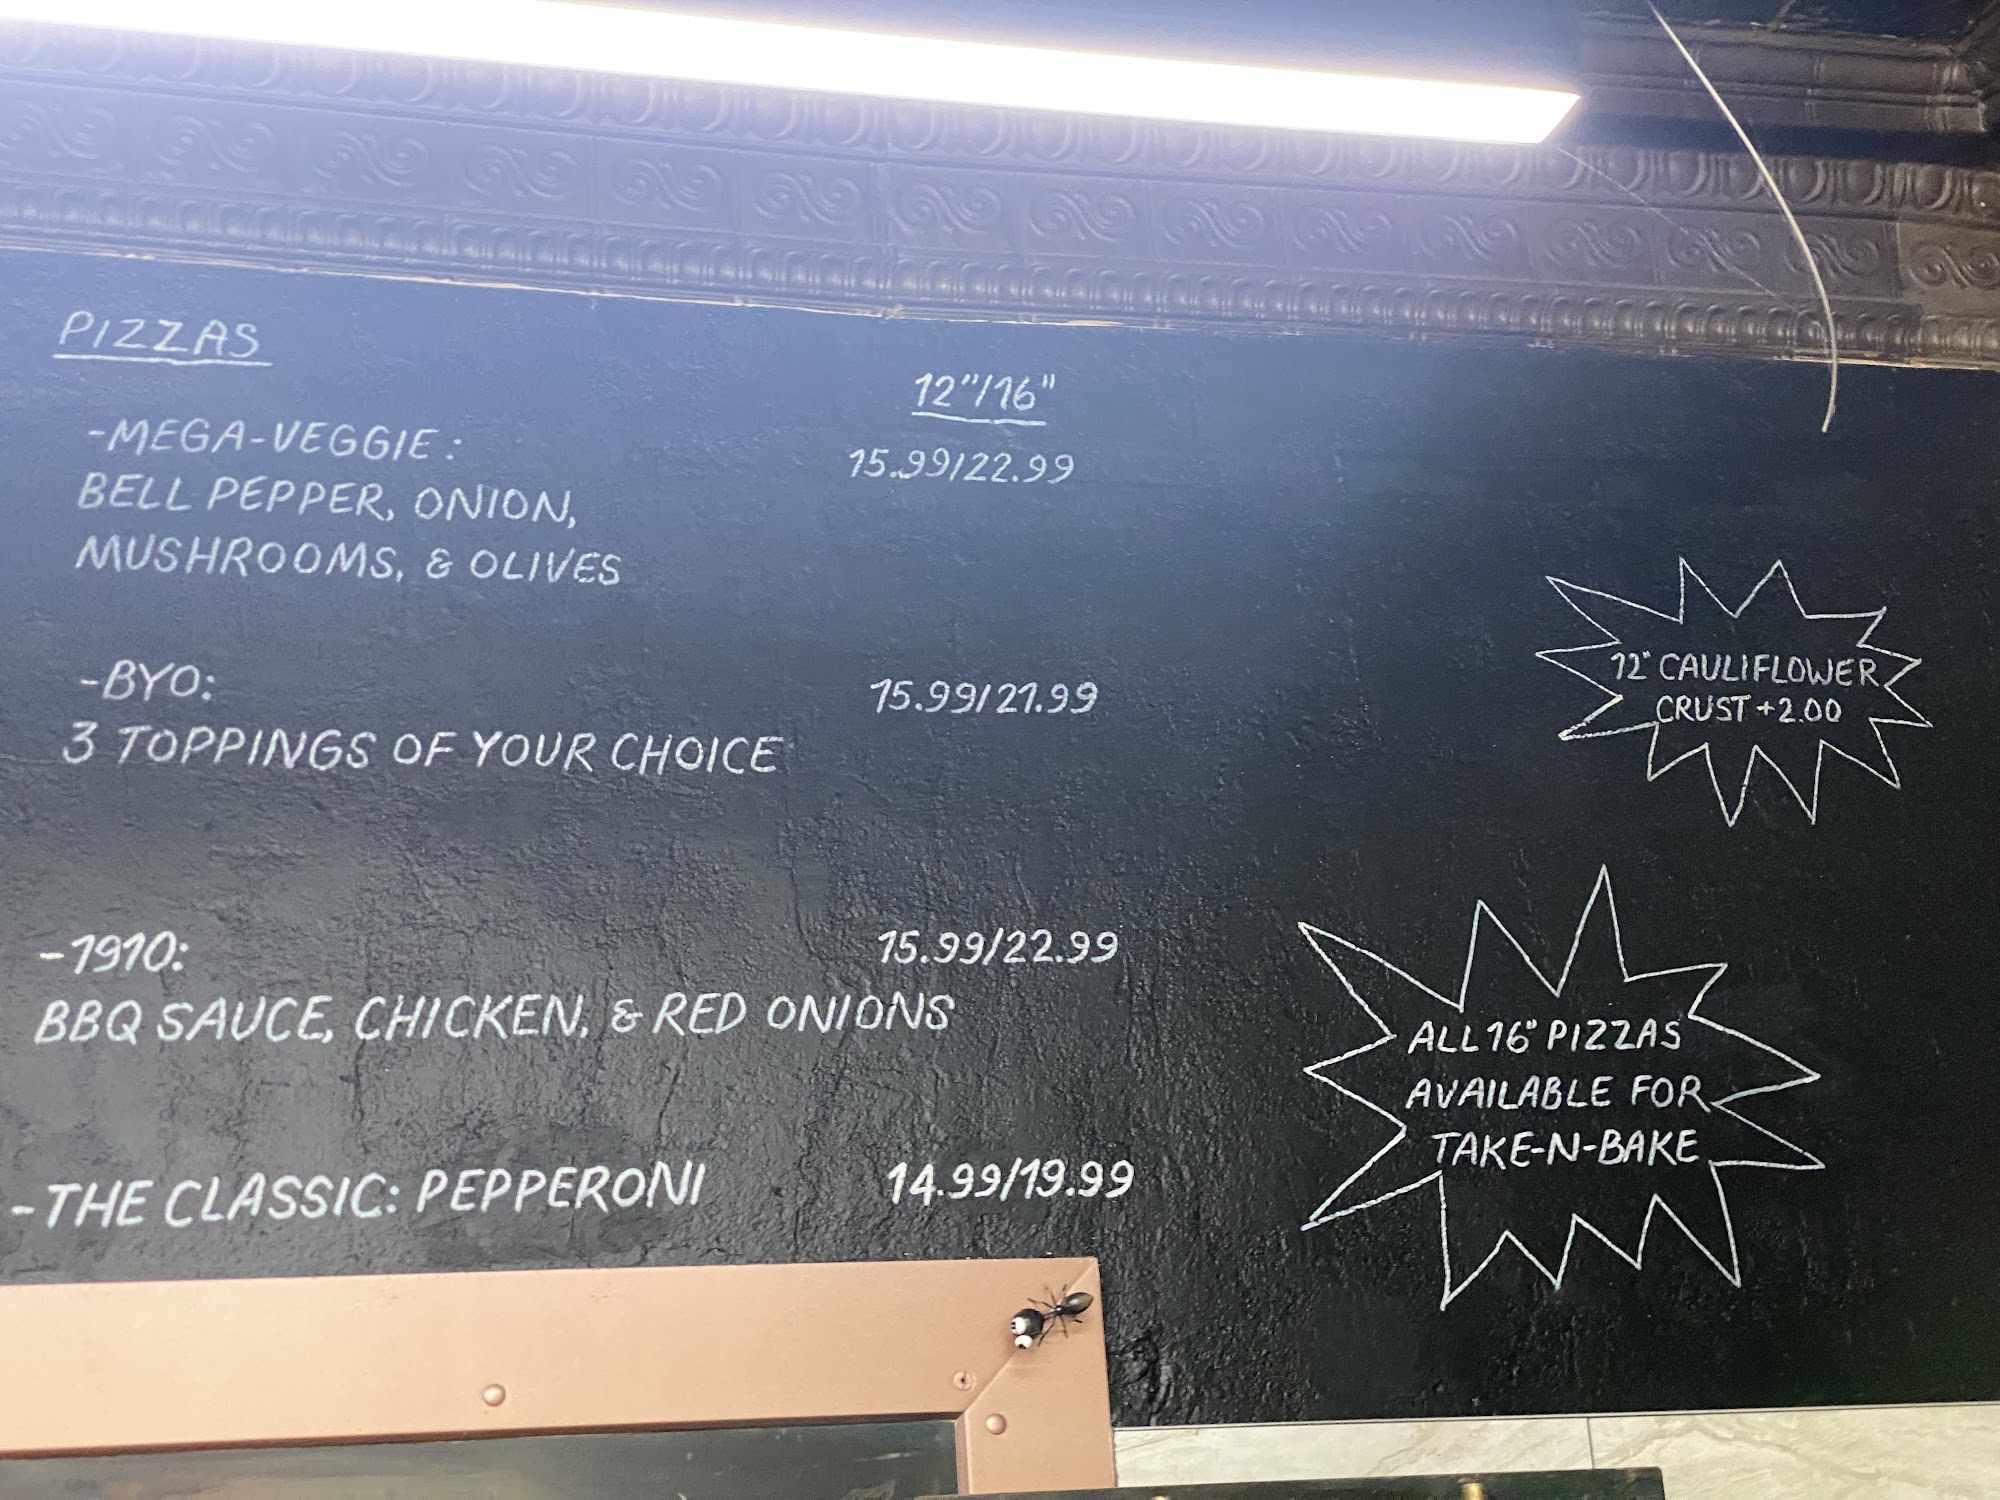 PIZZAS
12"/16"
-MEGA-VEGGIE: 15.99/22.99
BELL PEPPER, ONION,
MUSHROOMS, & OLIVES
-BYO: 15.99/21.99
3 TOPPINGS OF YOUR CHOICE
-1910: 15.99/22.99
BBQ SAUCE, CHICKEN, & RED ONIONS
-THE CLASSIC: PEPPERONI 14.99/19.99
12" CAULIFLOWER
CRUST +2.00
ALL 16" PIZZAS
AVAILABLE FOR
TAKE-N-BAKE